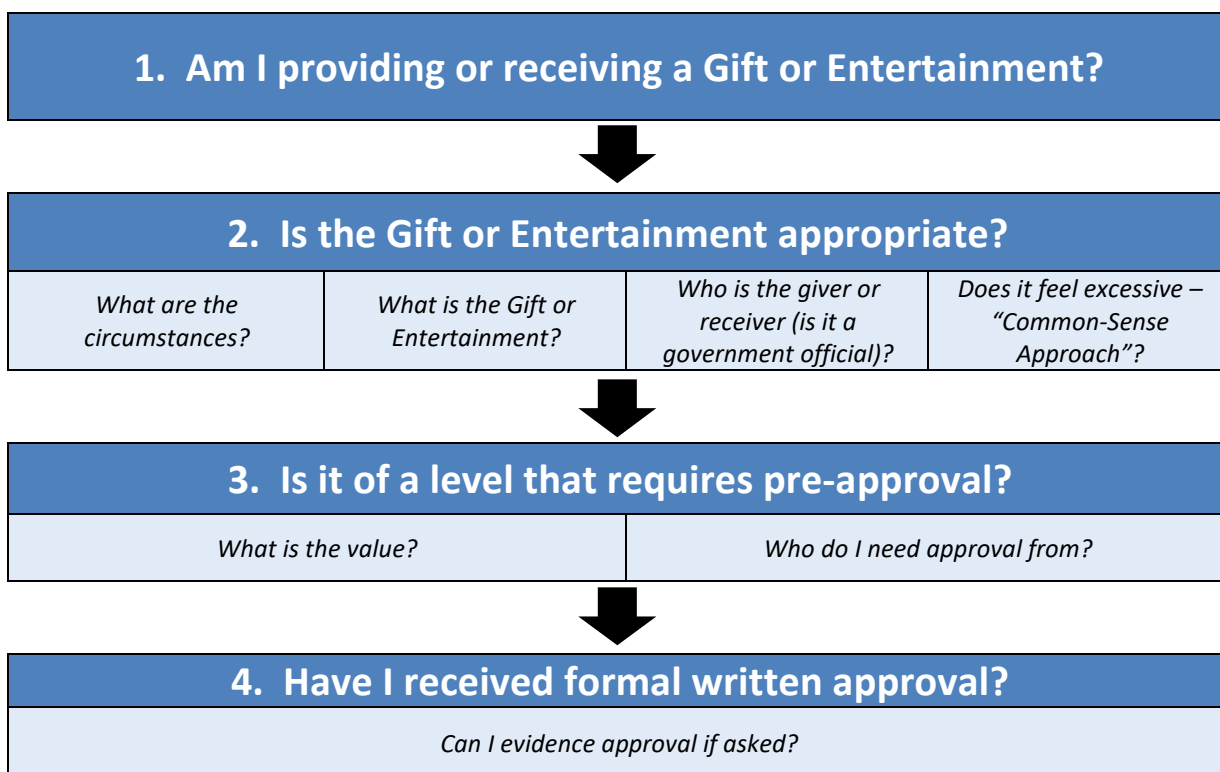 1. Am I providing or receiving a Gift or Entertainment?
2. Is the Gift or Entertainment appropriate?
What are the
circumstances?
What is the Gift or
Entertainment?
Who is the giver or
receiver (is it a
government official)?
Does it feel excessive –
“Common-Sense
Approach”?
3. Is it of a level that requires pre-approval?
What is the value?
Who do I need approval from?
4. Have I received formal written approval?
Can I evidence approval if asked?